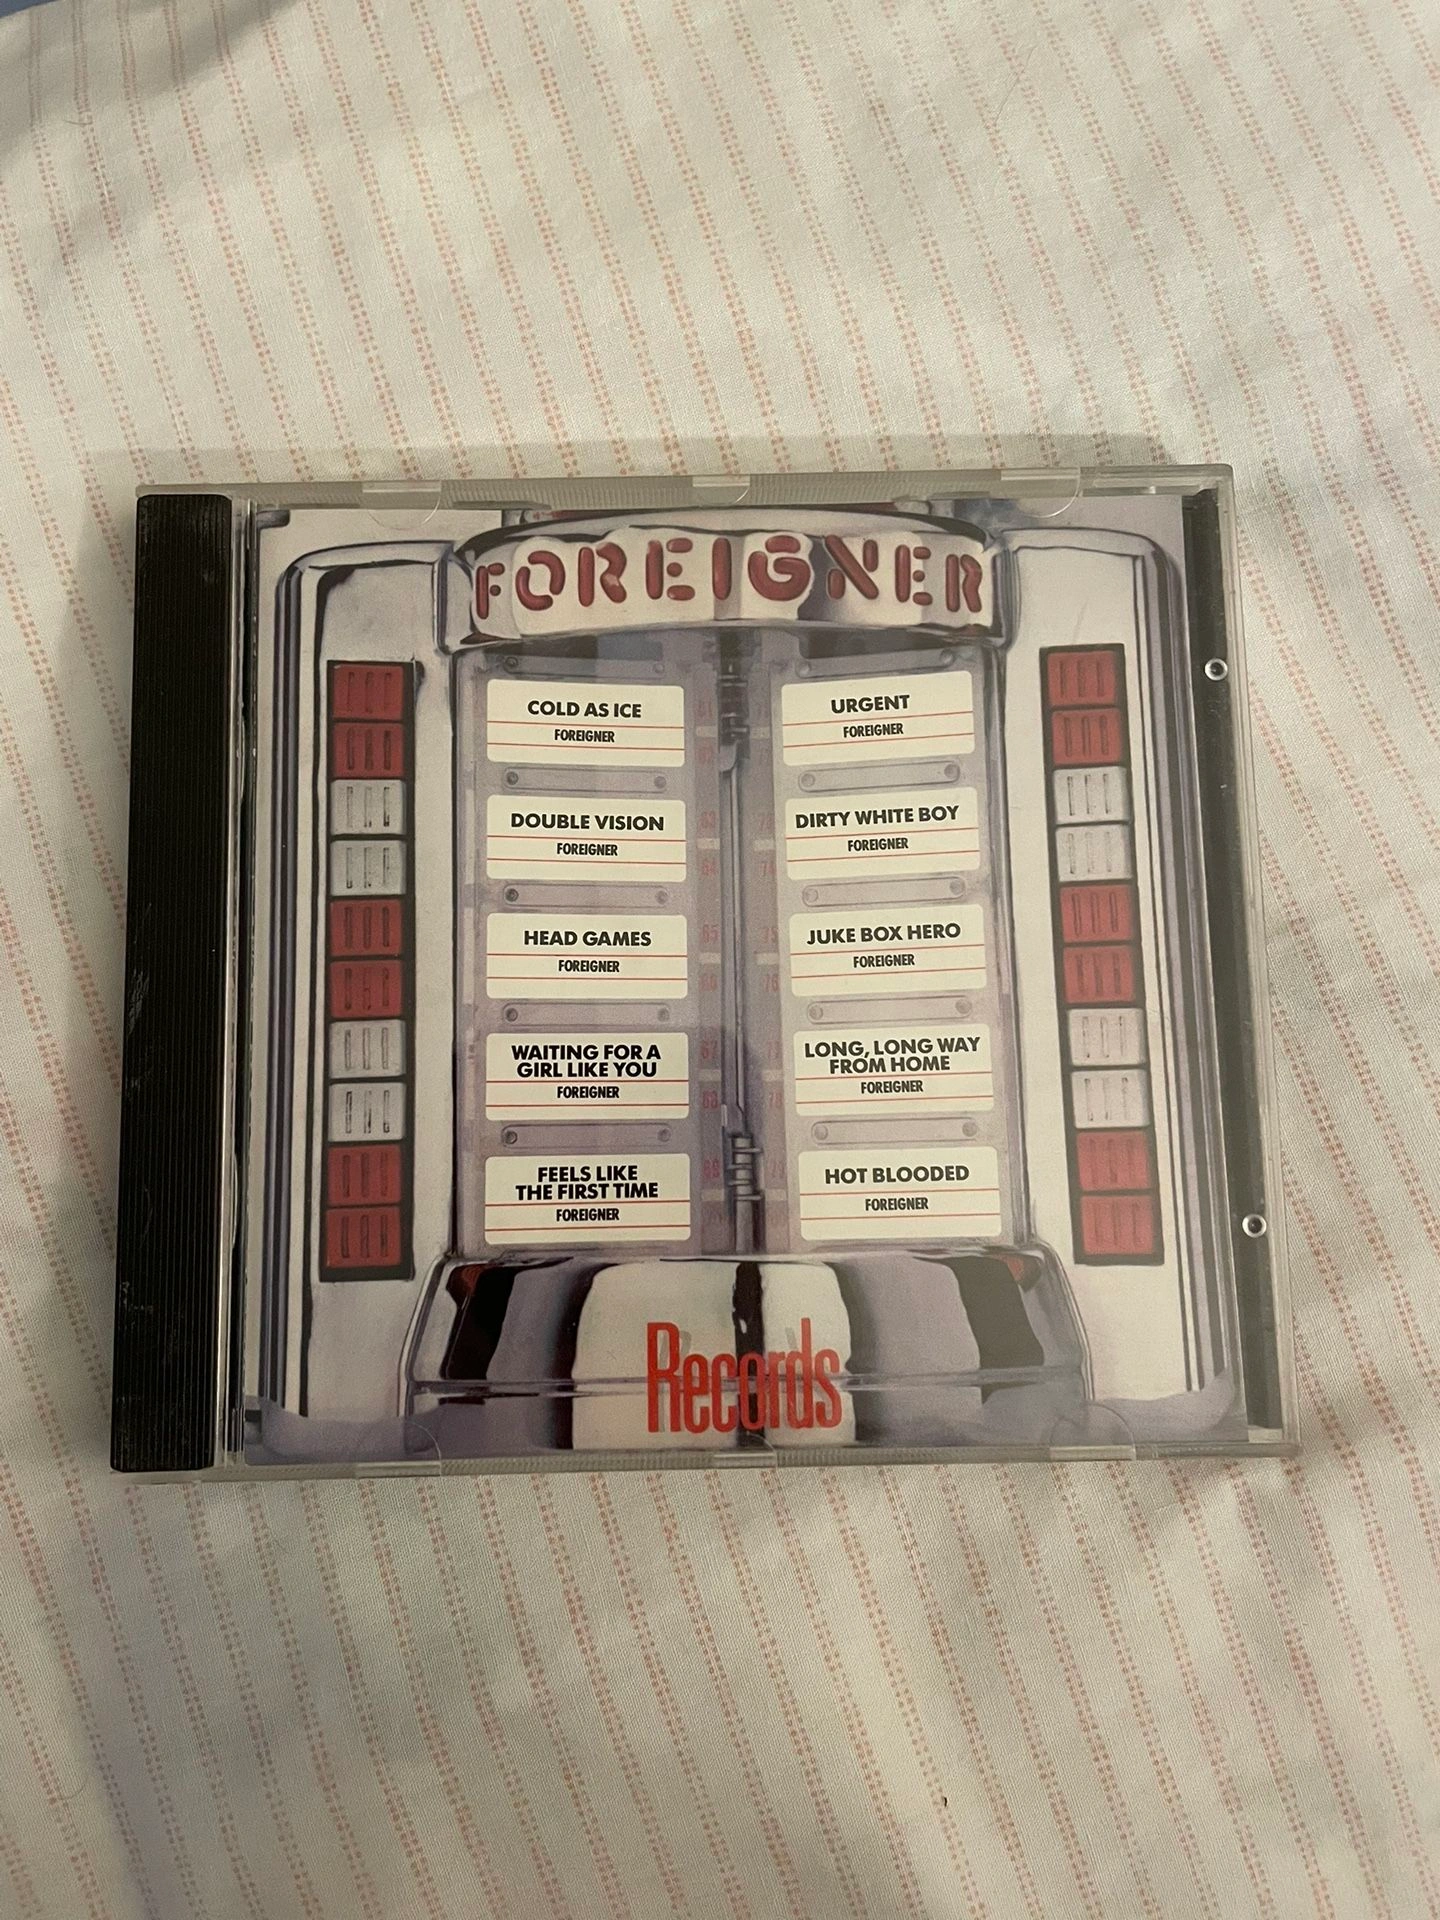 FOREIGNER
COLD AS ICE
FOREIGNER
DOUBLE VISION
FOREIGNER
HEAD GAMES
FOREIGNER
WAITING FOR A
GIRL LIKE YOU
FOREIGNER
FEELS LIKE
THE FIRST TIME
FOREIGNER
URGENT
FOREIGNER
DIRTY WHITE BOY
FOREIGNER
JUKE BOX HERO
FOREIGNER
LONG, LONG WAY
FROM HOME
FOREIGNER
HOT BLOODED
FOREIGNER
Records